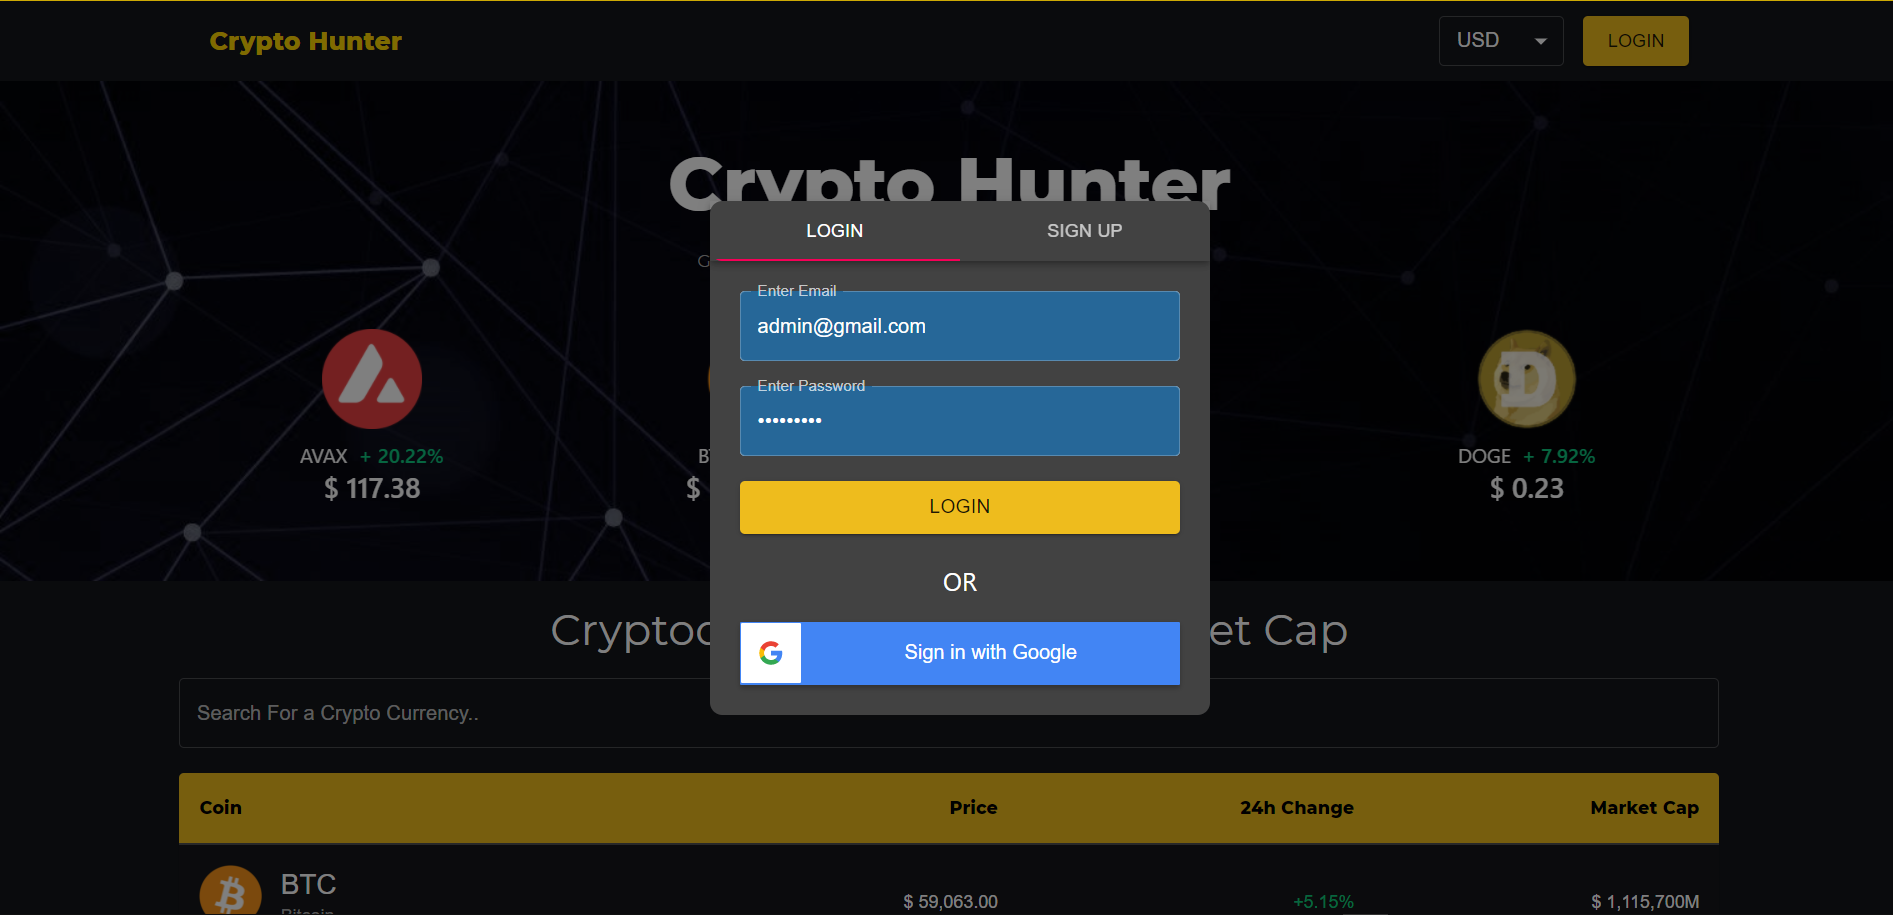 Crypto Hunter
USD
LOGIN
Crypto Hunter
LOGIN
SIGN UP
G
Enter Email
admin@gmail.com
Enter Password
•••••••••
AVAX + 20.22%
$ 117.38
$
DOGE + 7.92%
$ 0.23
LOGIN
OR
Sign in with Google
Cryptoc
et Cap
Search For a Crypto Currency..
Coin Price 24h Change Market Cap
BTC
Bitcoin
$ 59,063.00 +5.15% $ 1,115,700M